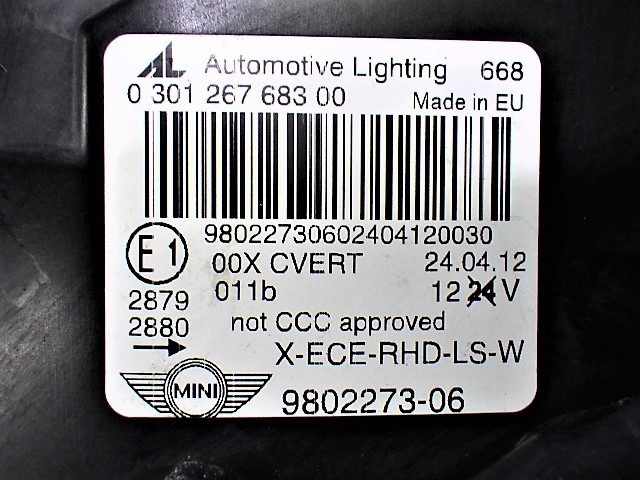 AL Automotive Lighting 668
0 301 267 683 00 Made in EU
98022730602404120030
E1 00X CVERT 24.04.12
2879 011b 12 24 V
2880 not CCC approved
X-ECE-RHD-LS-W
MINI 9802273-06